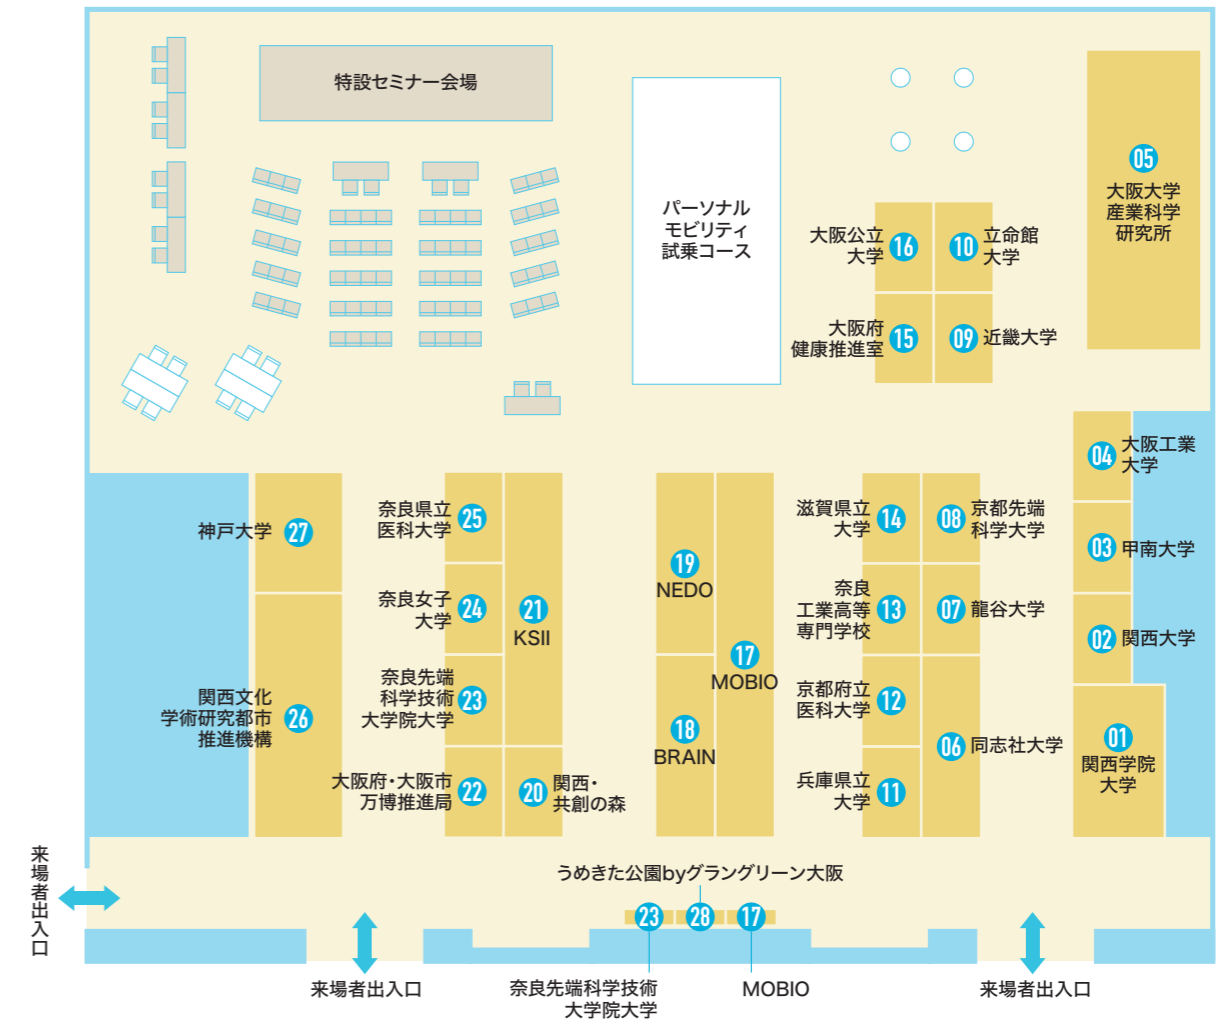 特設セミナー会場
パーソナル
モビリティ
試乗コース
05
大阪大学
産業科学
研究所
大阪公立
大学
16
10
立命館
大学
大阪府
健康推進室
15
09
近畿大学
04
大阪工業
大学
03
甲南大学
02
関西大学
01
関西学院
大学
神戸大学
27
関西文化
学術研究都市
推進機構
26
奈良県立
医科大学
25
奈良女子
大学
24
奈良先端
科学技術
大学院大学
23
大阪府・大阪市
万博推進局
22
21
KSII
20
関西・
共創の森
19
NEDO
18
BRAIN
17
MOBIO
滋賀県立
大学
14
奈良
工業高等
専門学校
13
京都府立
医科大学
12
兵庫県立
大学
11
08
京都先端
科学大学
07
龍谷大学
06
同志社大学
来場者出入口
うめきた公園byグラングリーン大阪
23
28
17
来場者出入口
奈良先端科学技術
大学院大学
MOBIO
来場者出入口